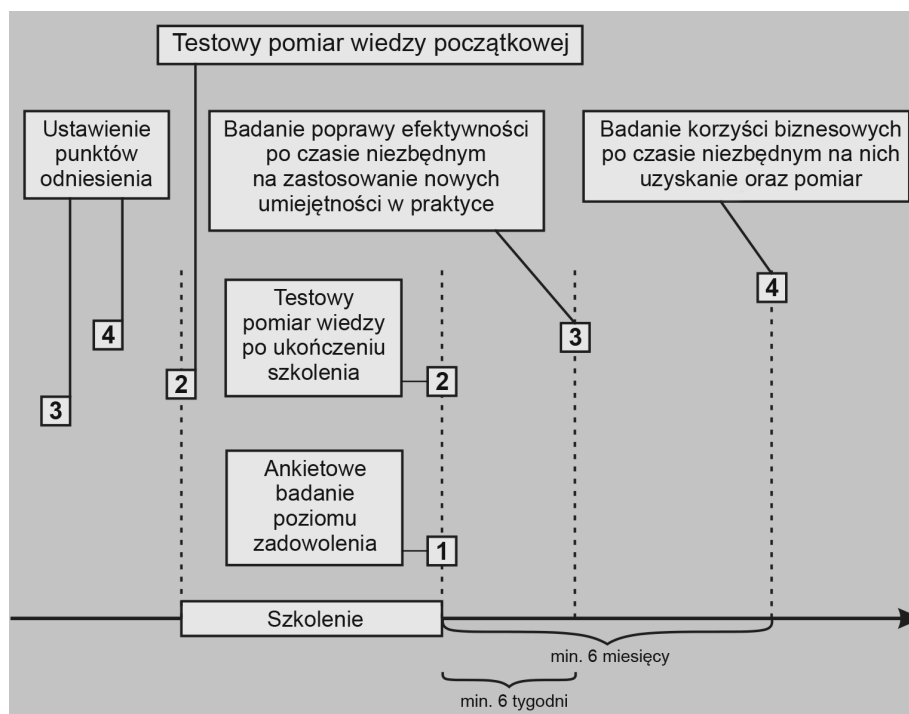 Testowy pomiar wiedzy początkowej
Ustawienie
punktów
odniesienia
Badanie poprawy efektywności
po czasie niezbędnym
na zastosowanie nowych
umiejętności w praktyce
Badanie korzyści biznesowych
po czasie niezbędnym na nich
uzyskanie oraz pomiar
4
3
2
Testowy
pomiar wiedzy
po ukończeniu
szkolenia
2
3
4
Ankietowe
badanie
poziomu
zadowolenia
1
Szkolenie
min. 6 miesięcy
min. 6 tygodni